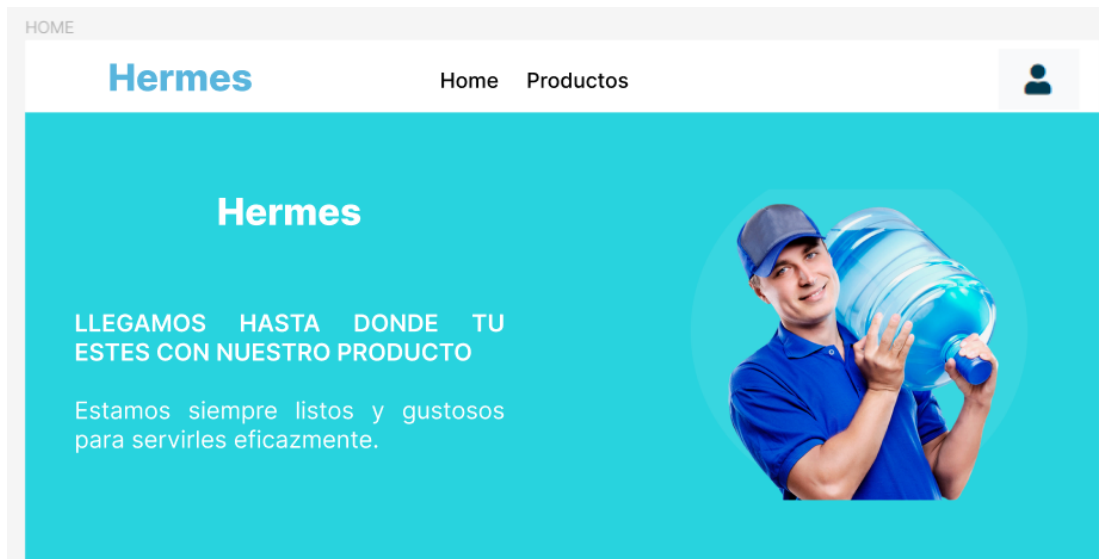 HOME
Hermes
Home Productos
Hermes
LLEGAMOS HASTA DONDE TU
ESTES CON NUESTRO PRODUCTO
Estamos siempre listos y gustosos
para servirles eficazmente.